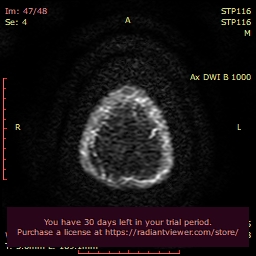 Im: 47/48
Se: 4
A
STP116
STP116
M
Ax DWI B 1000
R
L
You have 30 days left in your trial period.
Purchase a license at https://radiantviewer.com/store/